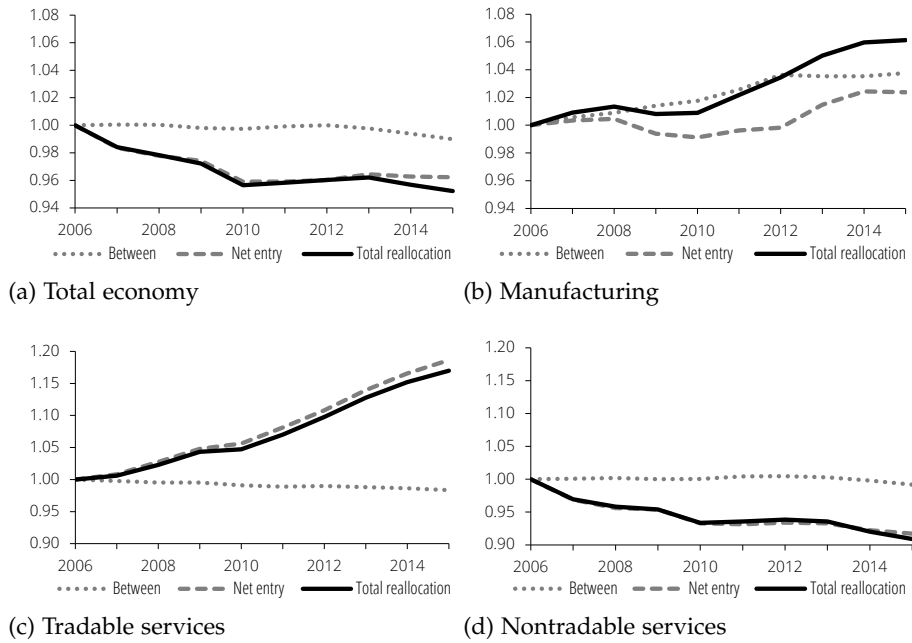 1.08
1.06
1.04
1.02
1.00
0.98
0.96
0.94
2006 2008 2010 2012 2014
Between Net entry Total reallocation
(a) Total economy
1.08
1.06
1.04
1.02
1.00
0.98
0.96
0.94
2006 2008 2010 2012 2014
Between Net entry Total reallocation
(b) Manufacturing
1.20
1.15
1.10
1.05
1.00
0.95
0.90
2006 2008 2010 2012 2014
Between Net entry Total reallocation
(c) Tradable services
1.20
1.15
1.10
1.05
1.00
0.95
0.90
2006 2008 2010 2012 2014
Between Net entry Total reallocation
(d) Nontradable services